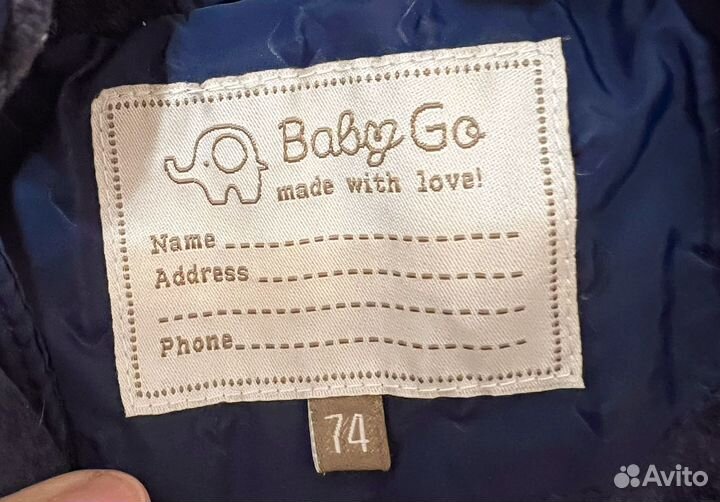 Baby Go
made with love!
Name
Address
Phone
74
Avito